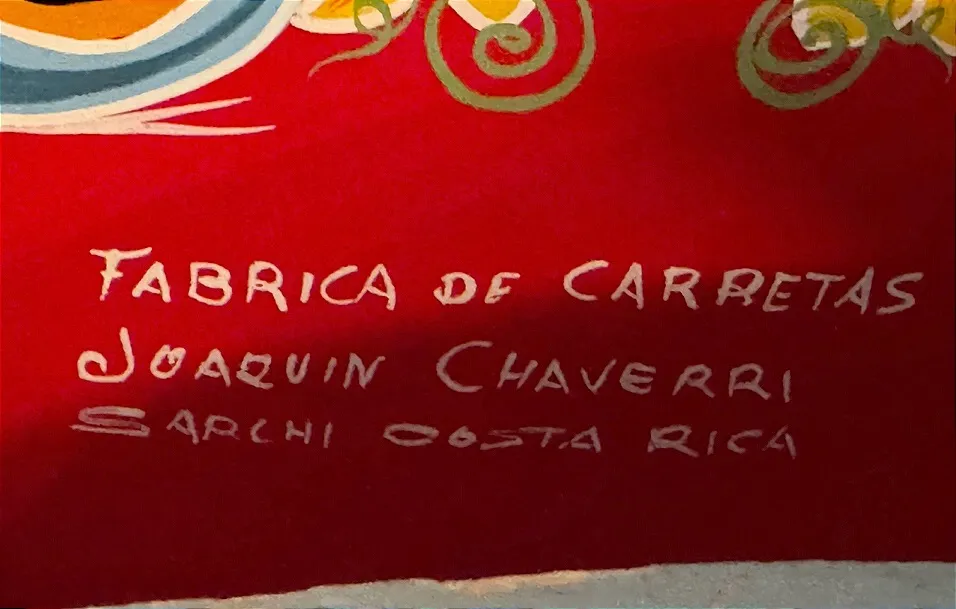 FABRICA DE CARRETAS
JOAQUIN CHAVERRI
SARCHI COSTA RICA